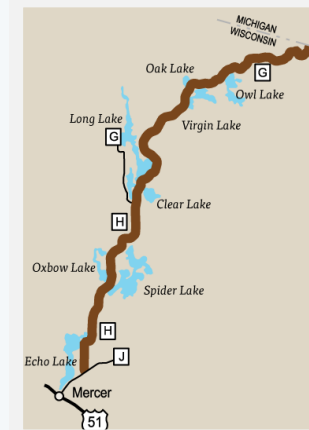 MICHIGAN
WISCONSIN
Oak Lake
G
Owl Lake
Long Lake
G
Virgin Lake
Clear Lake
H
Oxbow Lake
Spider Lake
H
J
Echo Lake
Mercer
51